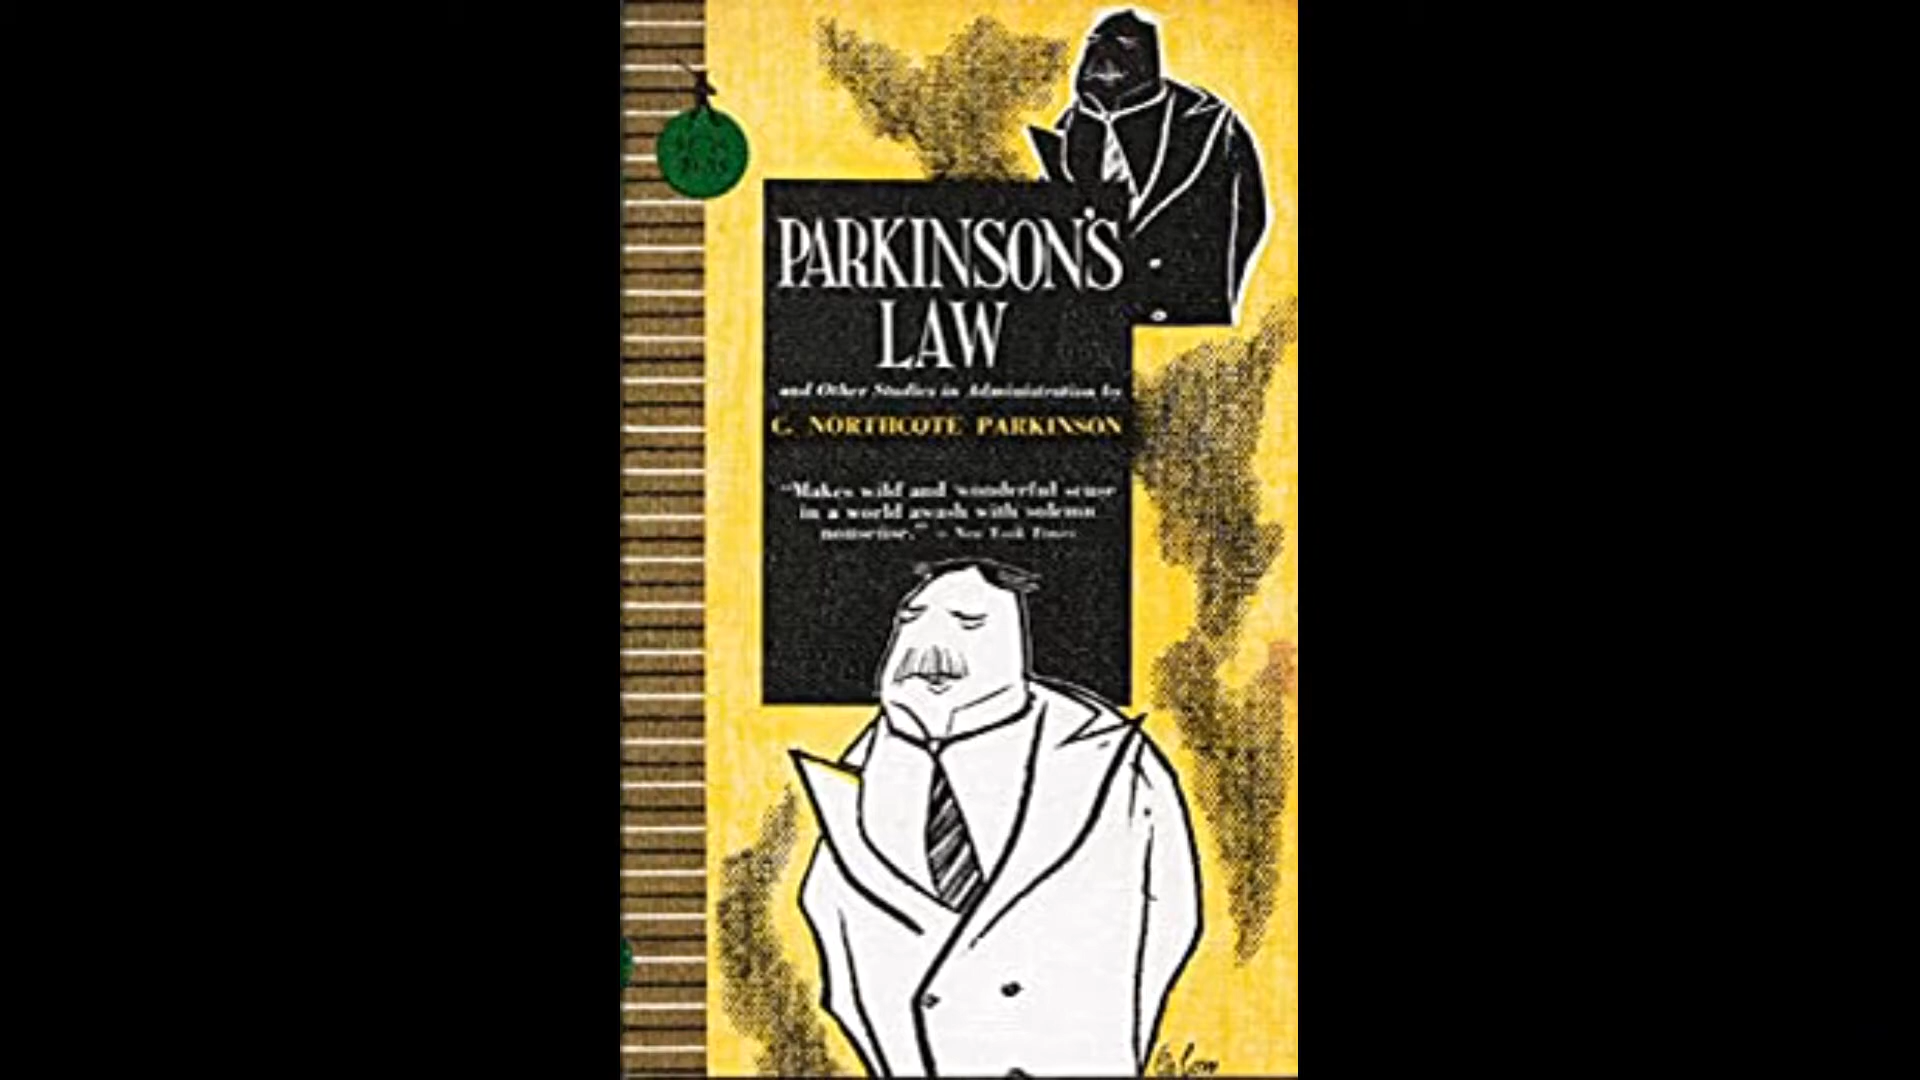 PARKINSON'S
LAW
and Other Studies in Administration by
C. NORTHCOTE PARKINSON
"Makes wild and wonderful sense
in a world awash with solemn
nonsense." – New York Times